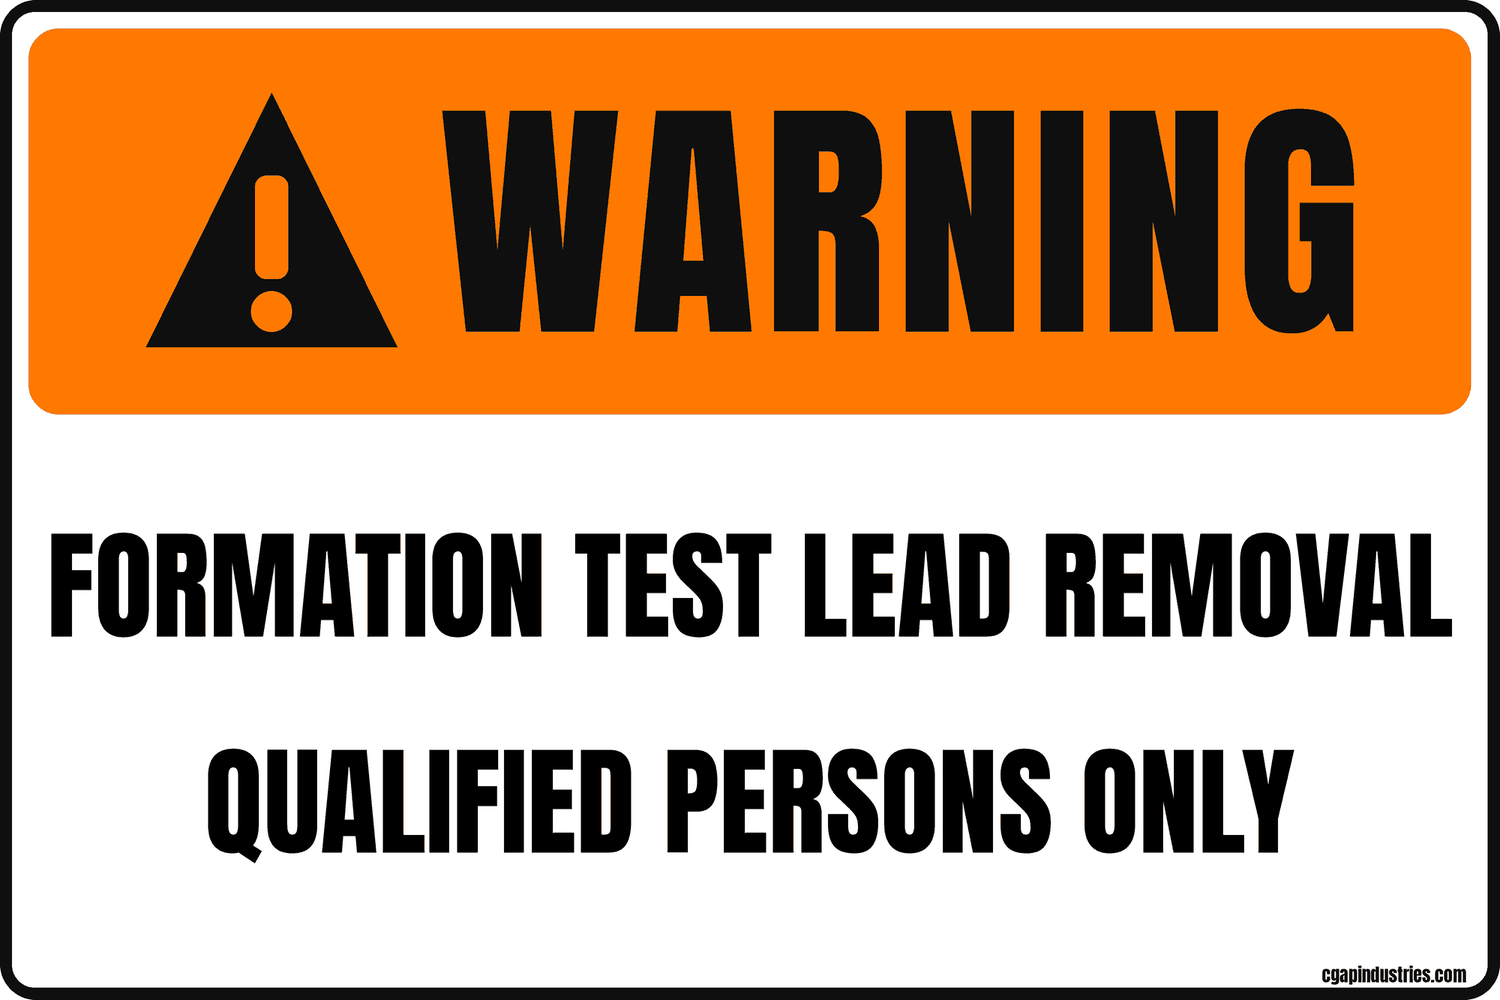 WARNING
FORMATION TEST LEAD REMOVAL
QUALIFIED PERSONS ONLY
cgapindustries.com